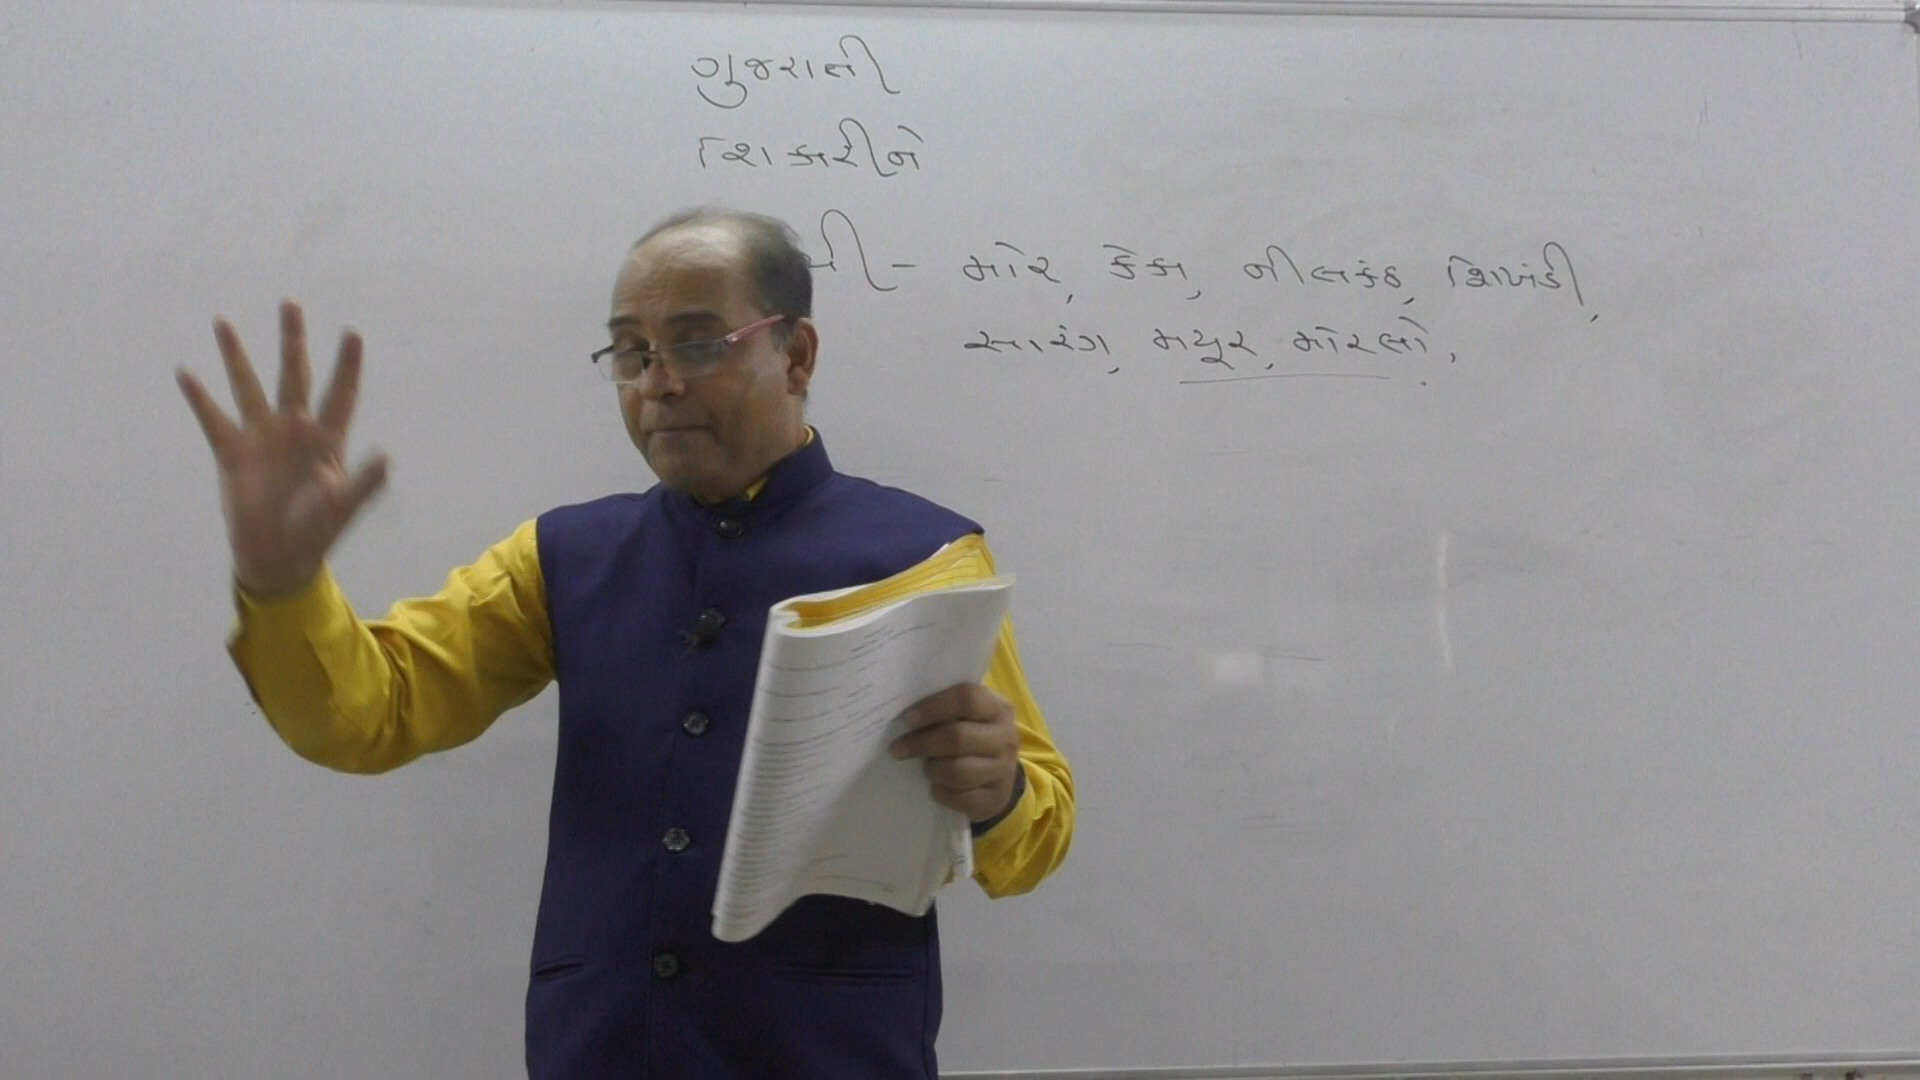 ગુજરાતી
શિકારીને
- મોર, કેકા, નીલકંઠ, શિખંડી,
સારંગ, મયૂર, મોરલો,